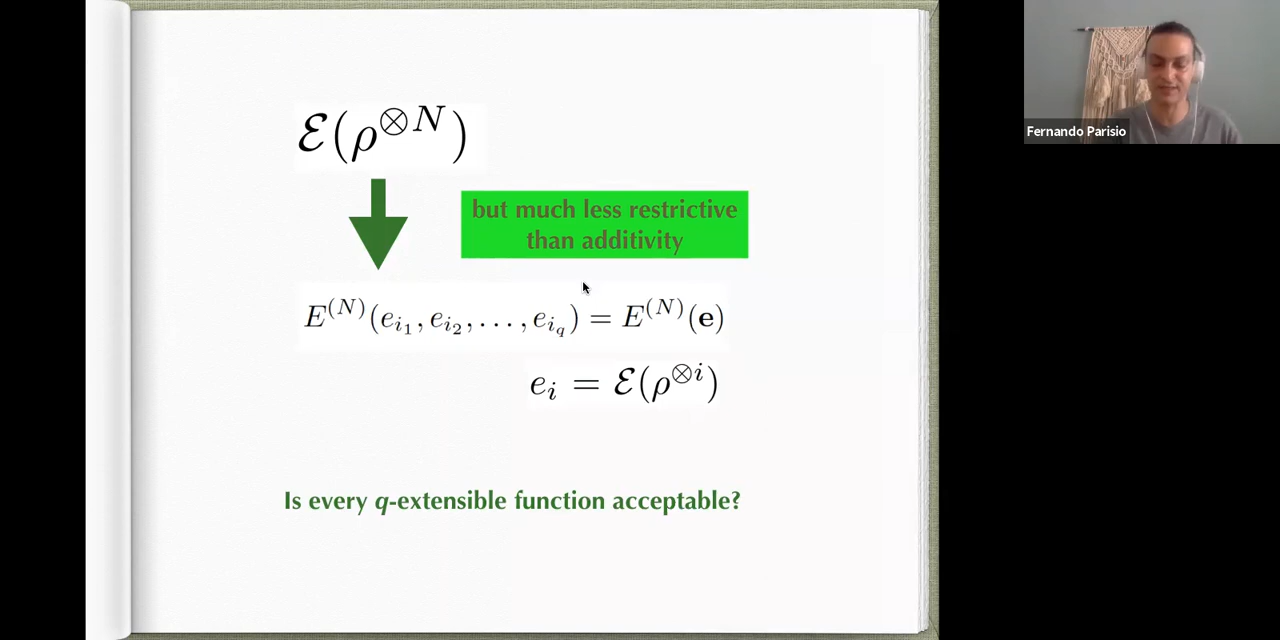 ℰ(ρ^{⊗N})
but much less restrictive
than additivity
E^{(N)}(e_{i_1}, e_{i_2}, . . . , e_{i_q}) = E^{(N)}(𝐞)
e_i = ℰ(ρ^{⊗i})
Is every q-extensible function acceptable?
Fernando Parisio